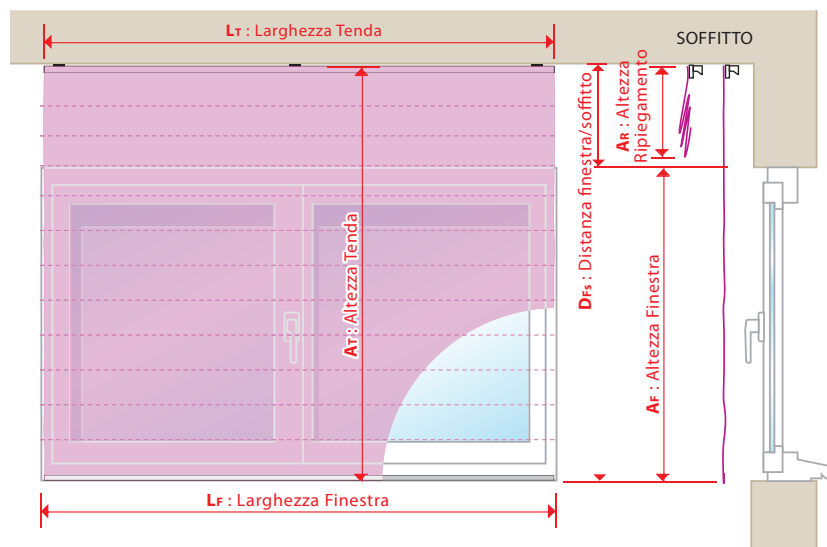 LT : Larghezza Tenda
SOFFITTO
AT : Altezza Tenda
DFs : Distanza finestra/soffitto
AR : Altezza
Ripiegamento
AF : Altezza Finestra
LF : Larghezza Finestra